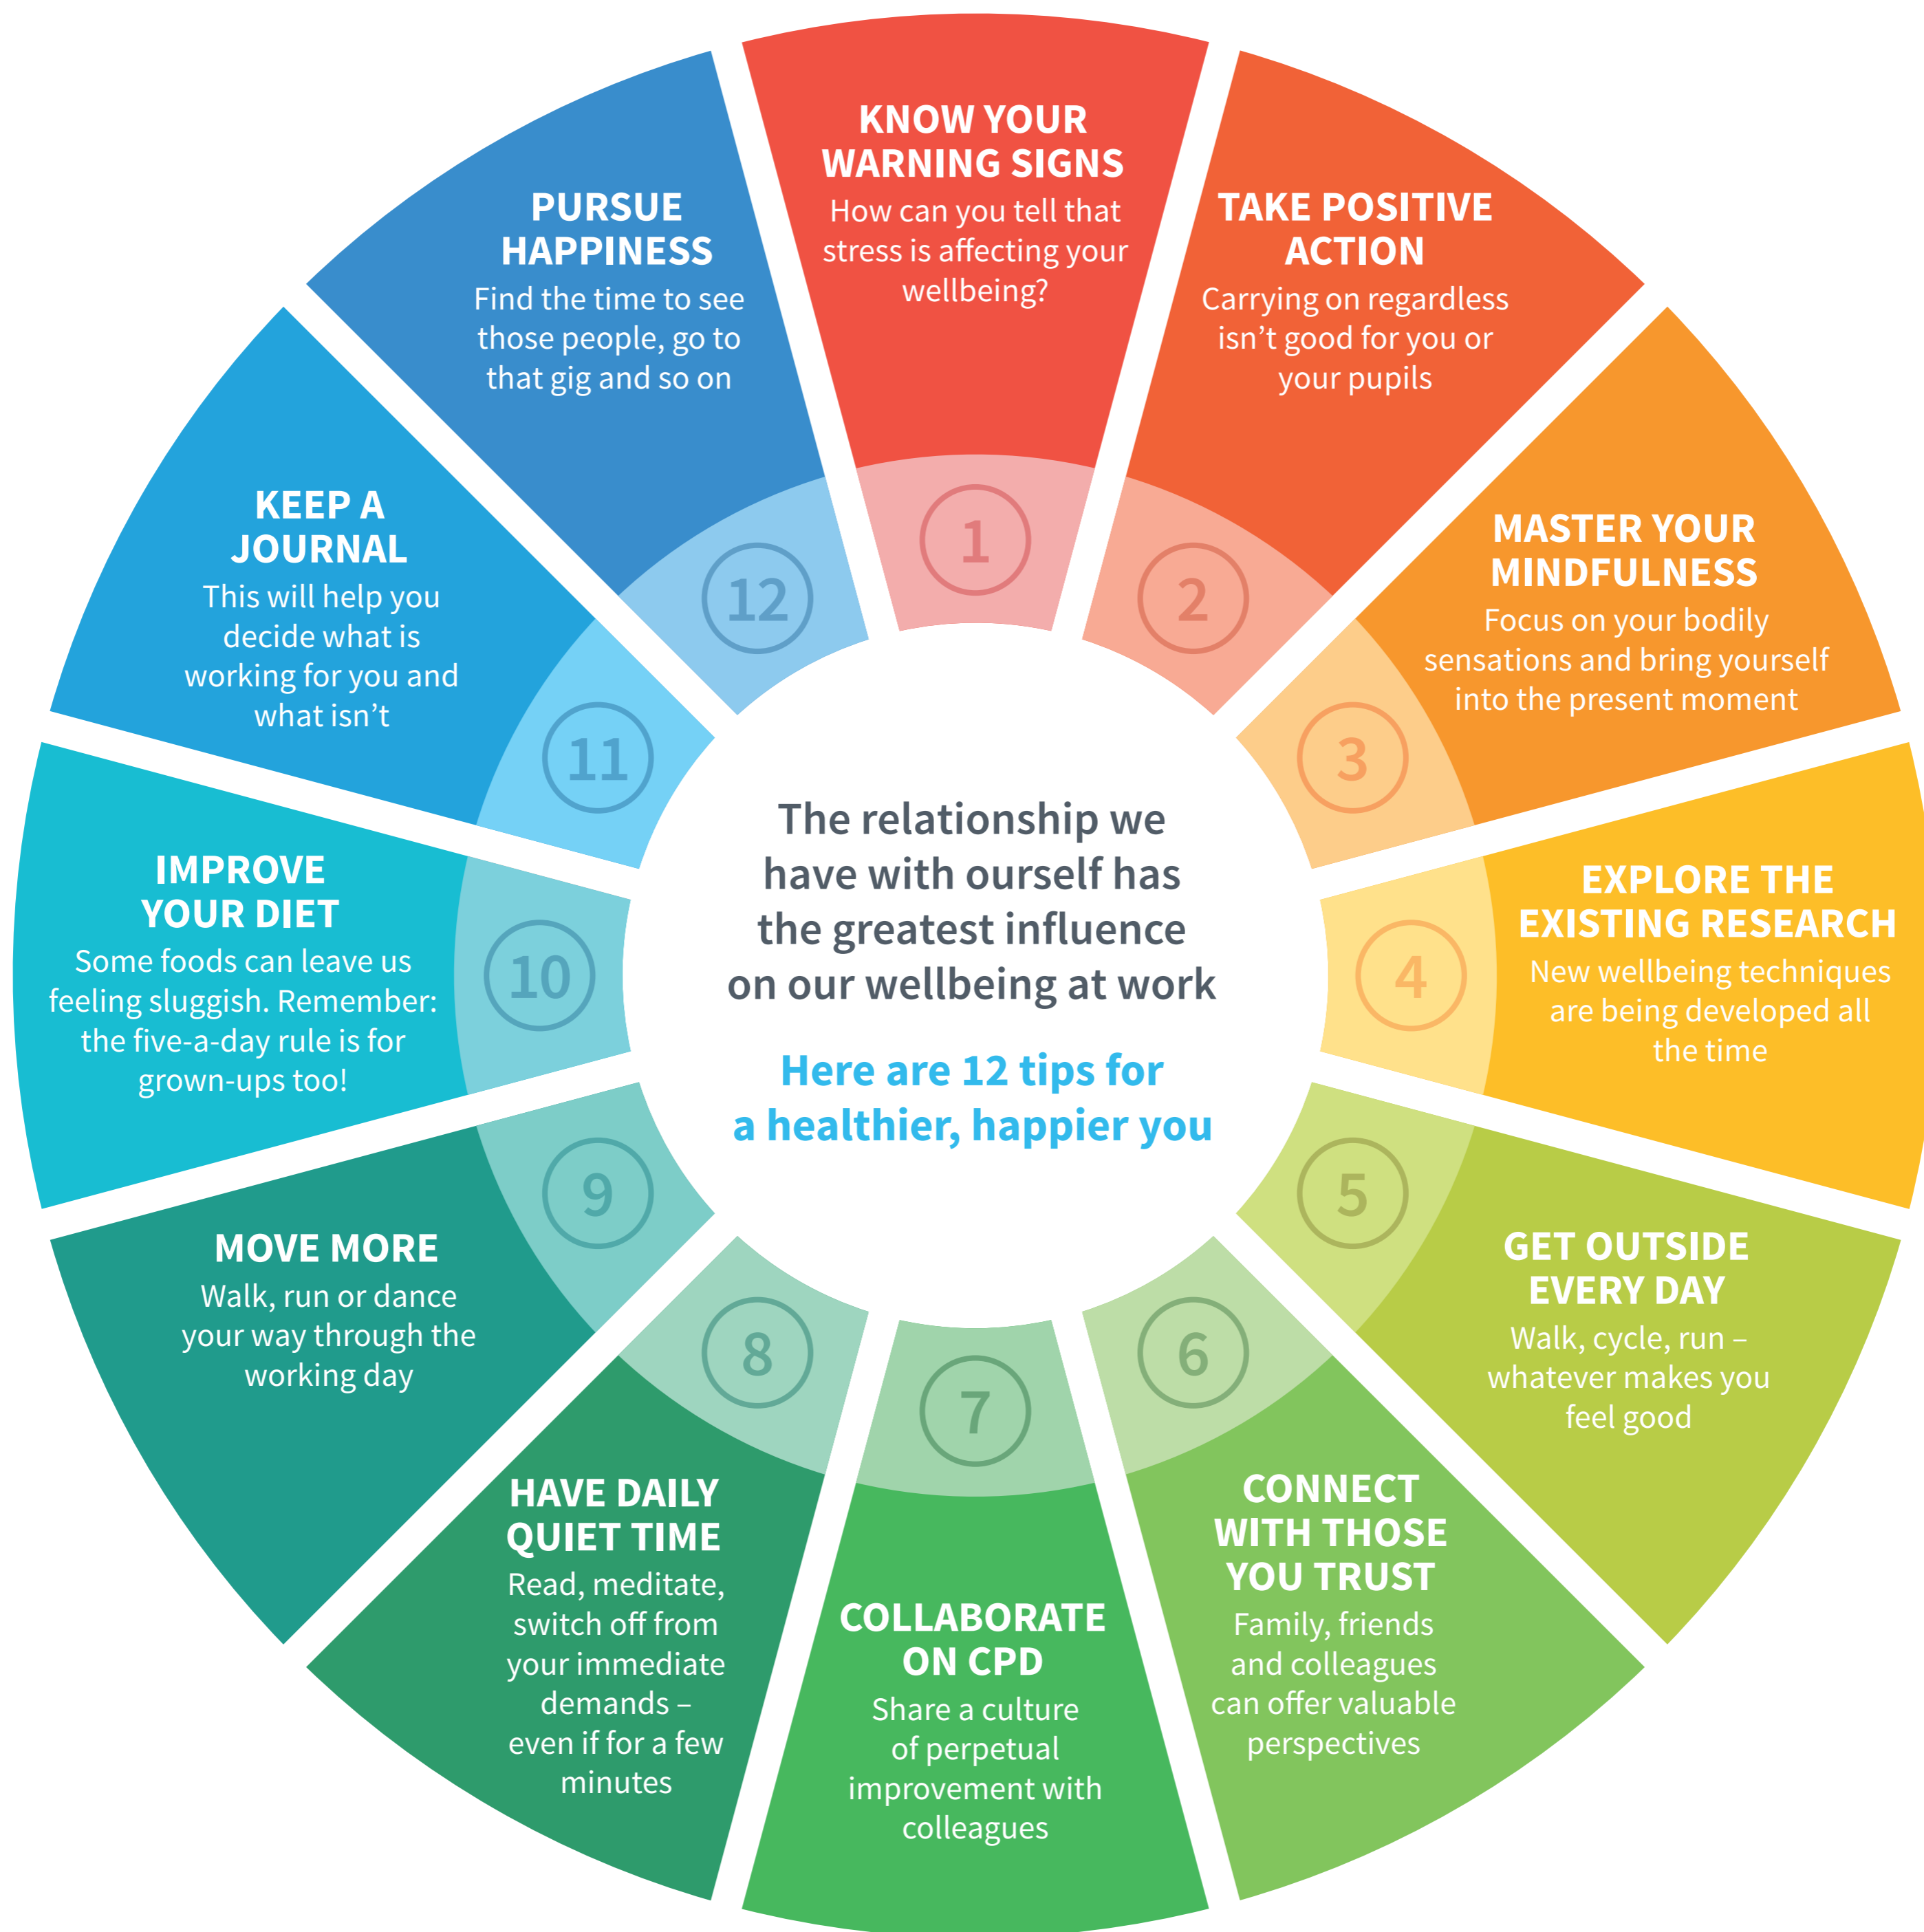 KNOW YOUR
WARNING SIGNS
How can you tell that
stress is affecting your
wellbeing?
1
TAKE POSITIVE
ACTION
Carrying on regardless
isn't good for you or
your pupils
2
MASTER YOUR
MINDFULNESS
Focus on your bodily
sensations and bring yourself
into the present moment
3
EXPLORE THE
EXISTING RESEARCH
New wellbeing techniques
are being developed all
the time
4
GET OUTSIDE
EVERY DAY
Walk, cycle, run –
whatever makes you
feel good
5
CONNECT
WITH THOSE
YOU TRUST
Family, friends
and colleagues
can offer valuable
perspectives
6
COLLABORATE
ON CPD
Share a culture
of perpetual
improvement with
colleagues
7
HAVE DAILY
QUIET TIME
Read, meditate,
switch off from
your immediate
demands –
even if for a few
minutes
8
MOVE MORE
Walk, run or dance
your way through the
working day
9
IMPROVE
YOUR DIET
Some foods can leave us
feeling sluggish. Remember:
the five-a-day rule is for
grown-ups too!
10
KEEP A
JOURNAL
This will help you
decide what is
working for you and
what isn't
11
PURSUE
HAPPINESS
Find the time to see
those people, go to
that gig and so on
12
The relationship we
have with ourself has
the greatest influence
on our wellbeing at work
Here are 12 tips for
a healthier, happier you